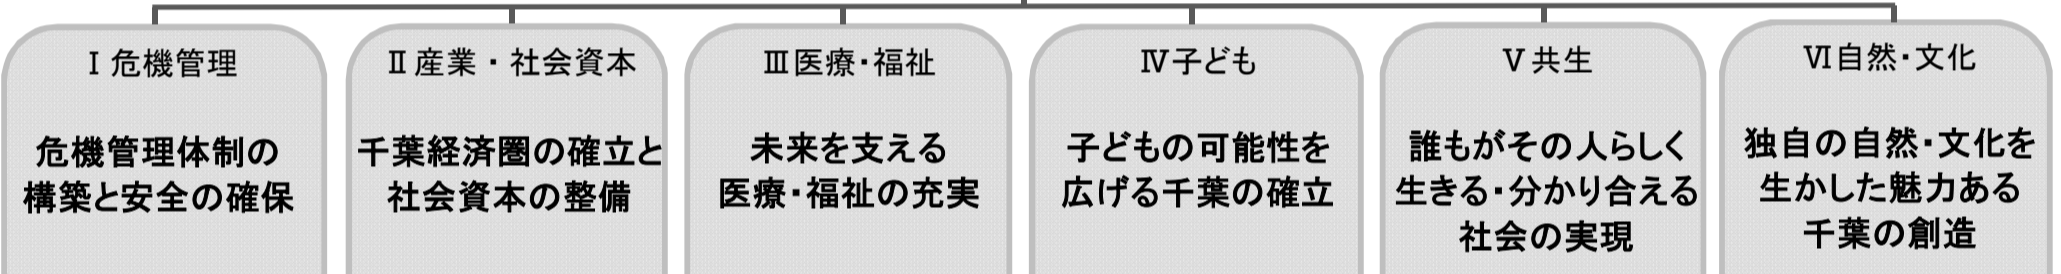 Ⅰ 危機管理
危機管理体制の
構築と安全の確保
Ⅱ 産業・社会資本
千葉経済圏の確立と
社会資本の整備
Ⅲ医療・福祉
未来を支える
医療・福祉の充実
Ⅳ子ども
子どもの可能性を
広げる千葉の確立
Ⅴ 共生
誰もがその人らしく
生きる・分かり合える
社会の実現
Ⅵ自然・文化
独自の自然・文化を
生かした魅力ある
千葉の創造